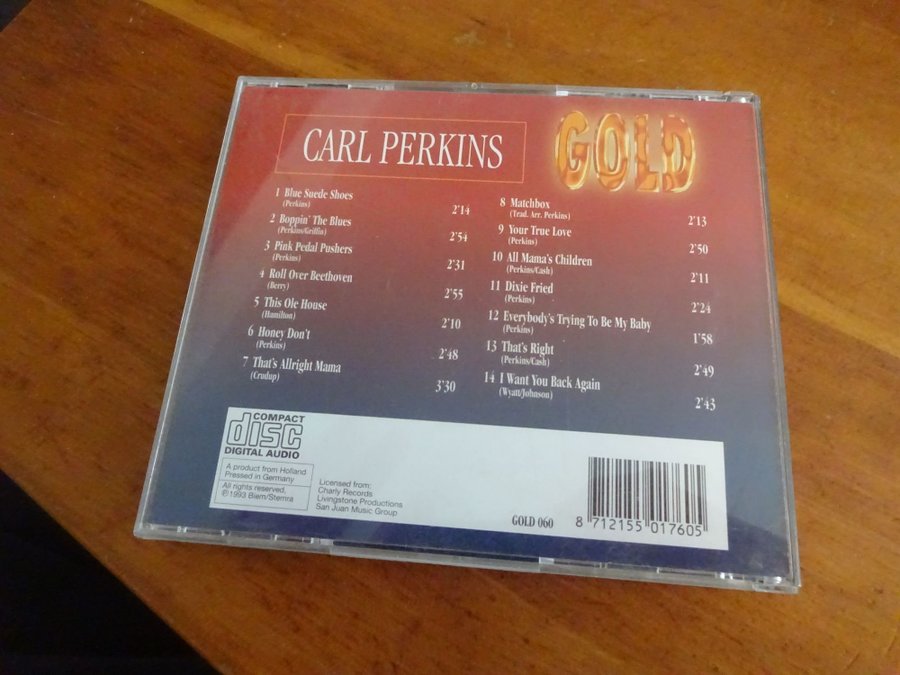 CARL PERKINS
GOLD
1 Blue Suede Shoes
(Perkins)
2'14
2 Boppin' The Blues
(Perkins/Griffin)
2'54
3 Pink Pedal Pushers
(Perkins)
2'31
4 Roll Over Beethoven
(Berry)
2'55
5 This Ole House
(Hamilton)
2'10
6 Honey Don't
(Perkins)
2'48
7 That's Allright Mama
(Crudup)
3'30
8 Matchbox
(Trad. Arr. Perkins)
2'13
9 Your True Love
(Perkins)
2'50
10 All Mama's Children
(Perkins/Cash)
2'11
11 Dixie Fried
(Perkins)
2'24
12 Everybody's Trying To Be My Baby
(Perkins)
1'58
13 That's Right
(Perkins/Cash)
2'49
14 I Want You Back Again
(Wyatt/Johnson)
2'43
COMPACT
disc
DIGITAL AUDIO
A product from Holland
Pressed in Germany
All rights reserved,
℗1993 Biem/Stemra
Licensed from:
Charly Records
Livingstone Productions
San Juan Music Group
GOLD 060
8 712155 017605